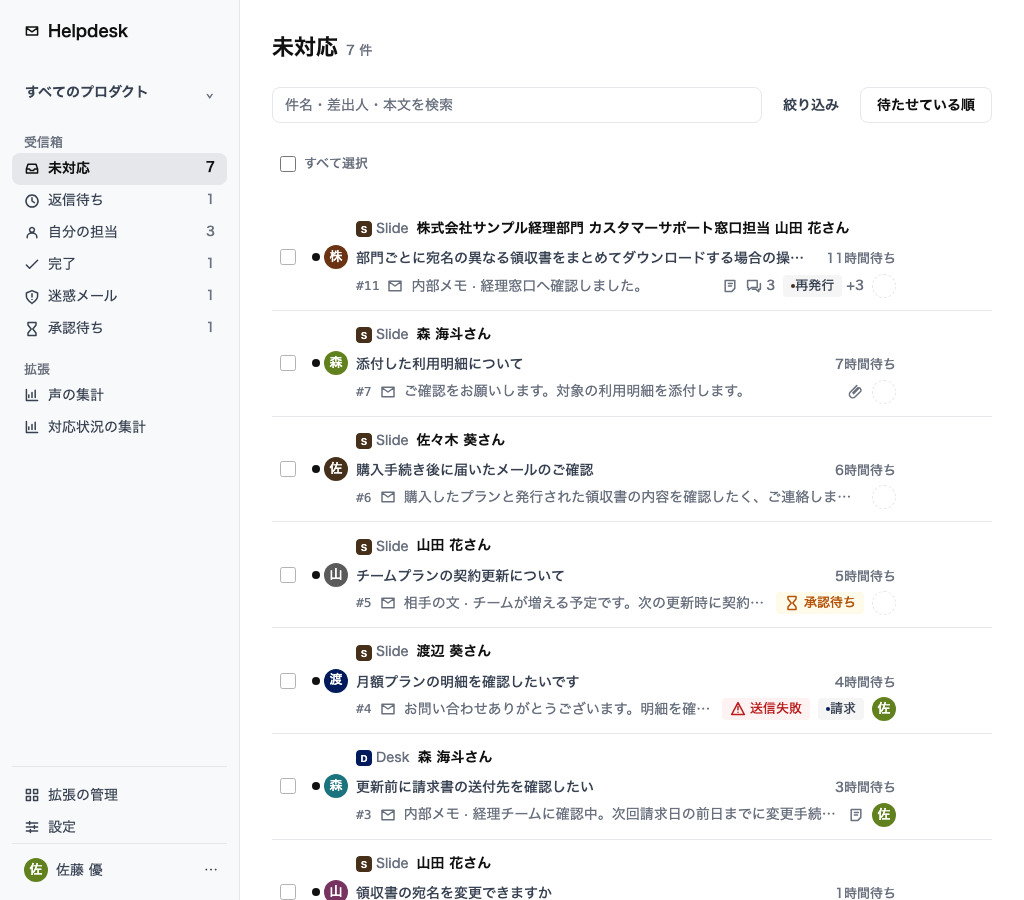 Helpdesk
すべてのプロダクト
受信箱
未対応 7
返信待ち 1
自分の担当 3
完了 1
迷惑メール 1
承認待ち 1
拡張
声の集計
対応状況の集計
拡張の管理
設定
佐 佐藤 優 …
未対応 7 件
件名・差出人・本文を検索 絞り込み 待たせている順
すべて選択
S Slide 株式会社サンプル経理部門 カスタマーサポート窓口担当 山田 花さん
株 部門ごとに宛名の異なる領収書をまとめてダウンロードする場合の操… 11時間待ち
#11 内部メモ · 経理窓口へ確認しました。 3 •再発行 +3
S Slide 森 海斗さん
森 添付した利用明細について 7時間待ち
#7 ご確認をお願いします。対象の利用明細を添付します。
S Slide 佐々木 葵さん
佐 購入手続き後に届いたメールのご確認 6時間待ち
#6 購入したプランと発行された領収書の内容を確認したく、ご連絡しま…
S Slide 山田 花さん
山 チームプランの契約更新について 5時間待ち
#5 相手の文 · チームが増える予定です。次の更新時に契約… 承認待ち
S Slide 渡辺 葵さん
渡 月額プランの明細を確認したいです 4時間待ち
#4 お問い合わせありがとうございます。明細を確… 送信失敗 •請求 佐
D Desk 森 海斗さん
森 更新前に請求書の送付先を確認したい 3時間待ち
#3 内部メモ · 経理チームに確認中。次回請求日の前日までに変更手続… 佐
S Slide 山田 花さん
山 領収書の宛名を変更できますか 1時間待ち